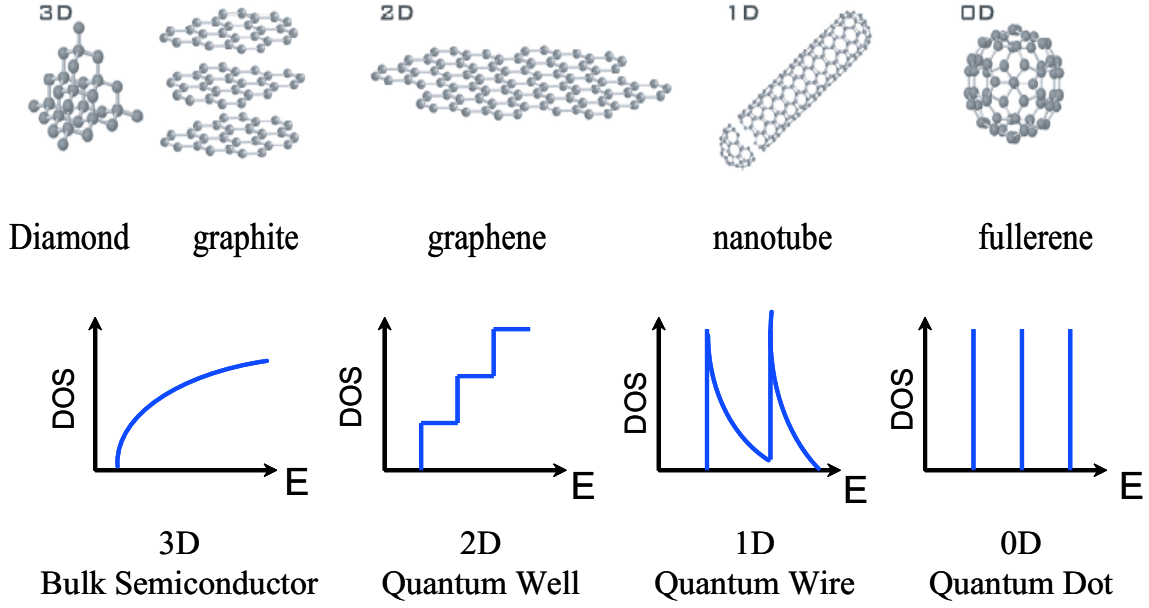 3D
2D
1D
0D
Diamond
graphite
graphene
nanotube
fullerene
DOS
E
DOS
E
DOS
E
DOS
E
3D
Bulk Semiconductor
2D
Quantum Well
1D
Quantum Wire
0D
Quantum Dot